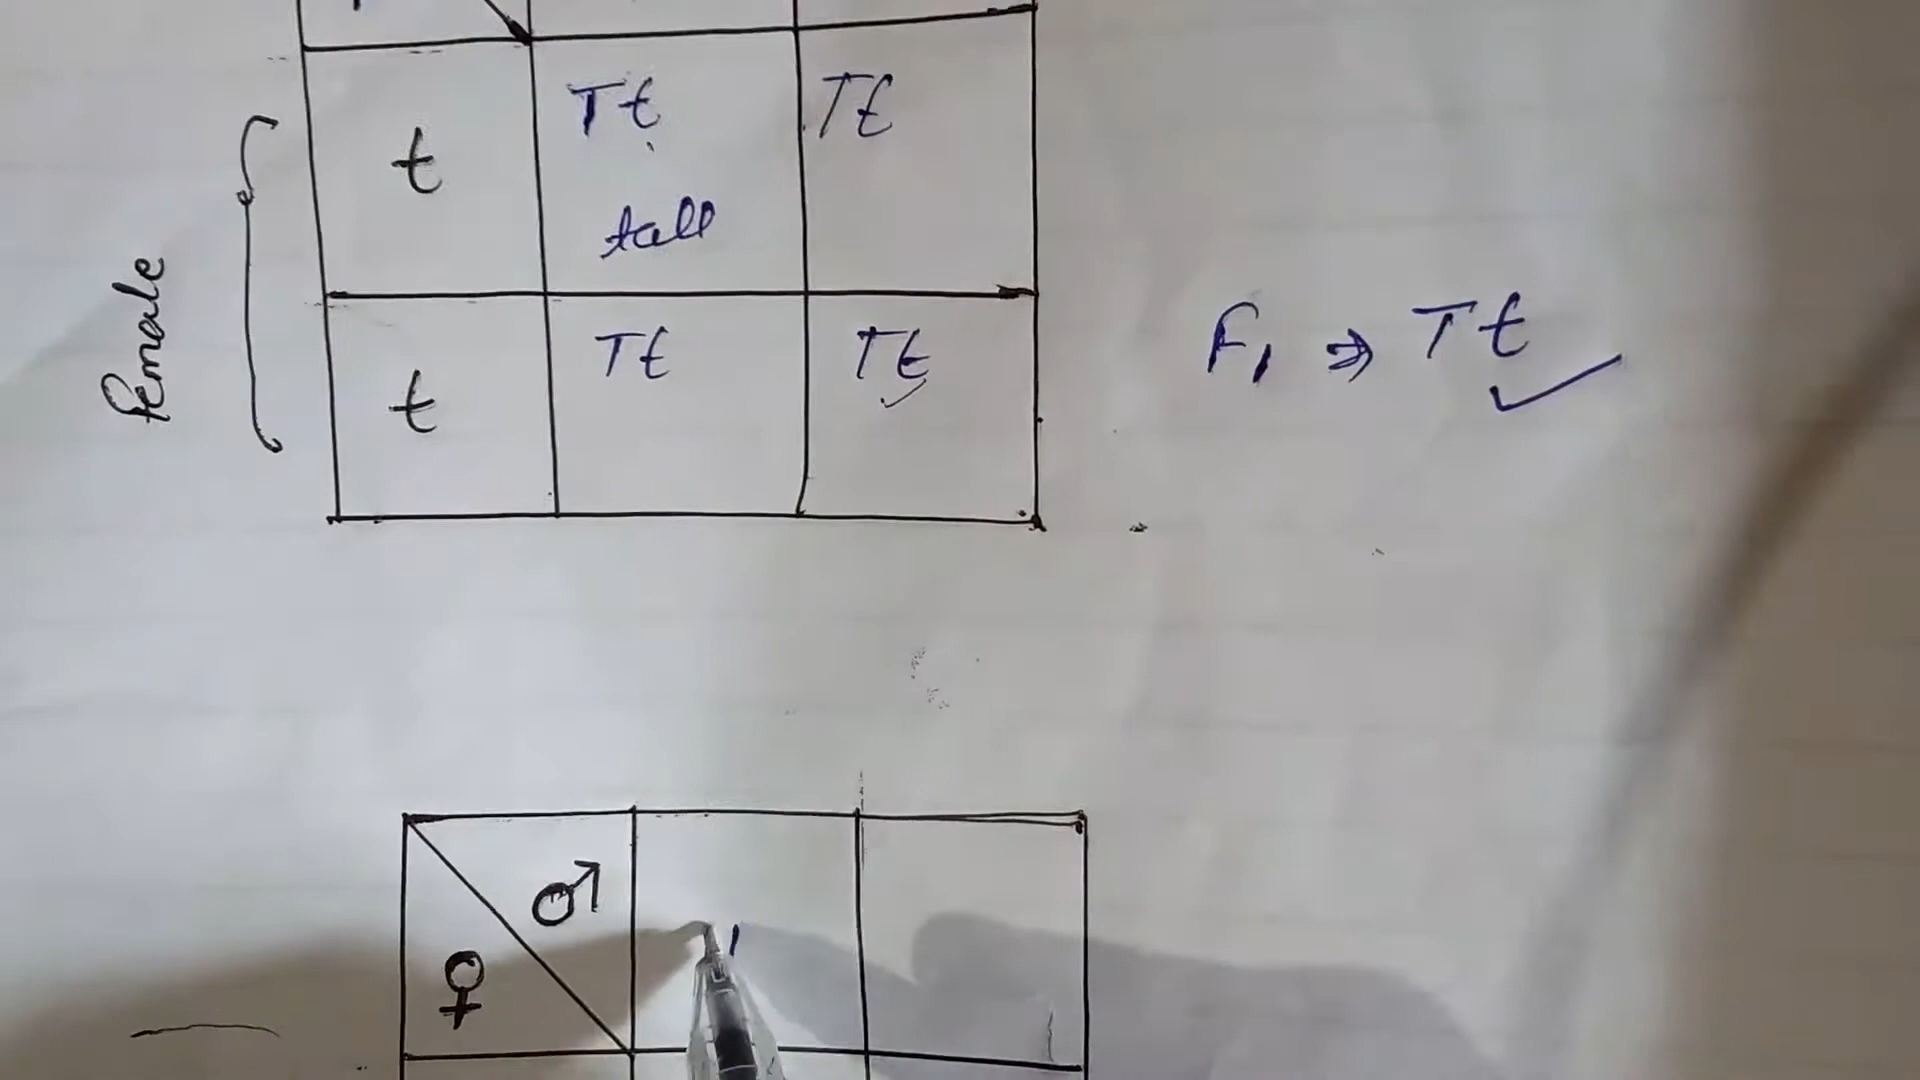 t Tt Tt
tall
Female
t Tt Tt
F₁ ⇒ Tt ✓
♂
♀